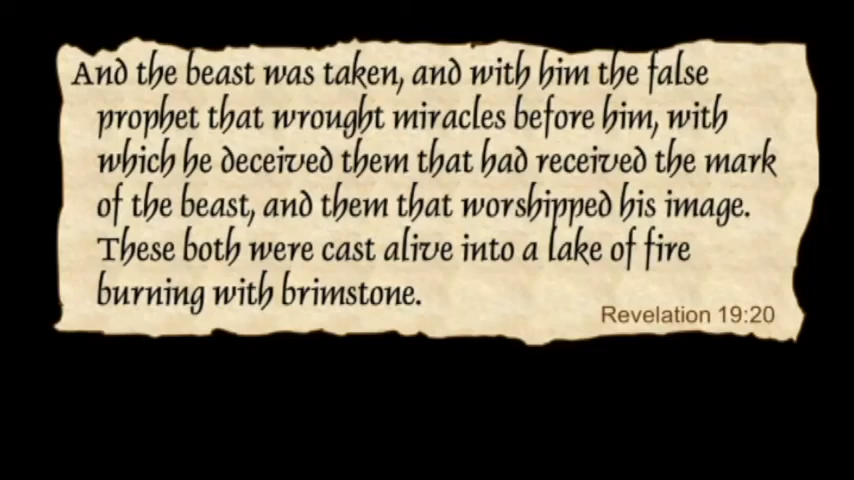 And the beast was taken, and with him the false
prophet that wrought miracles before him, with
which he deceived them that had received the mark
of the beast, and them that worshipped his image.
These both were cast alive into a lake of fire
burning with brimstone.
Revelation 19:20